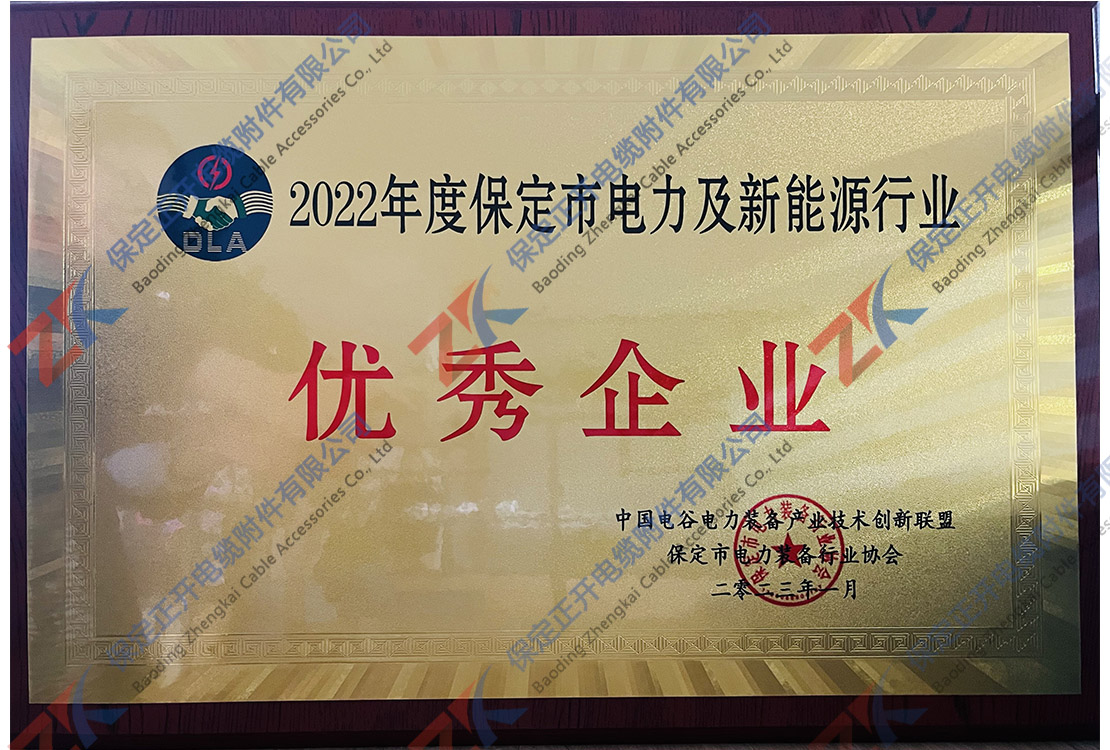 2022年度保定市电力及新能源行业
DLA
优秀企业
中国电谷电力装备产业技术创新联盟
保定市电力装备行业协会
二零二三年一月
保定正开电缆附件有限公司
Baoding Zhengkai Cable Accessories Co., Ltd
ZK